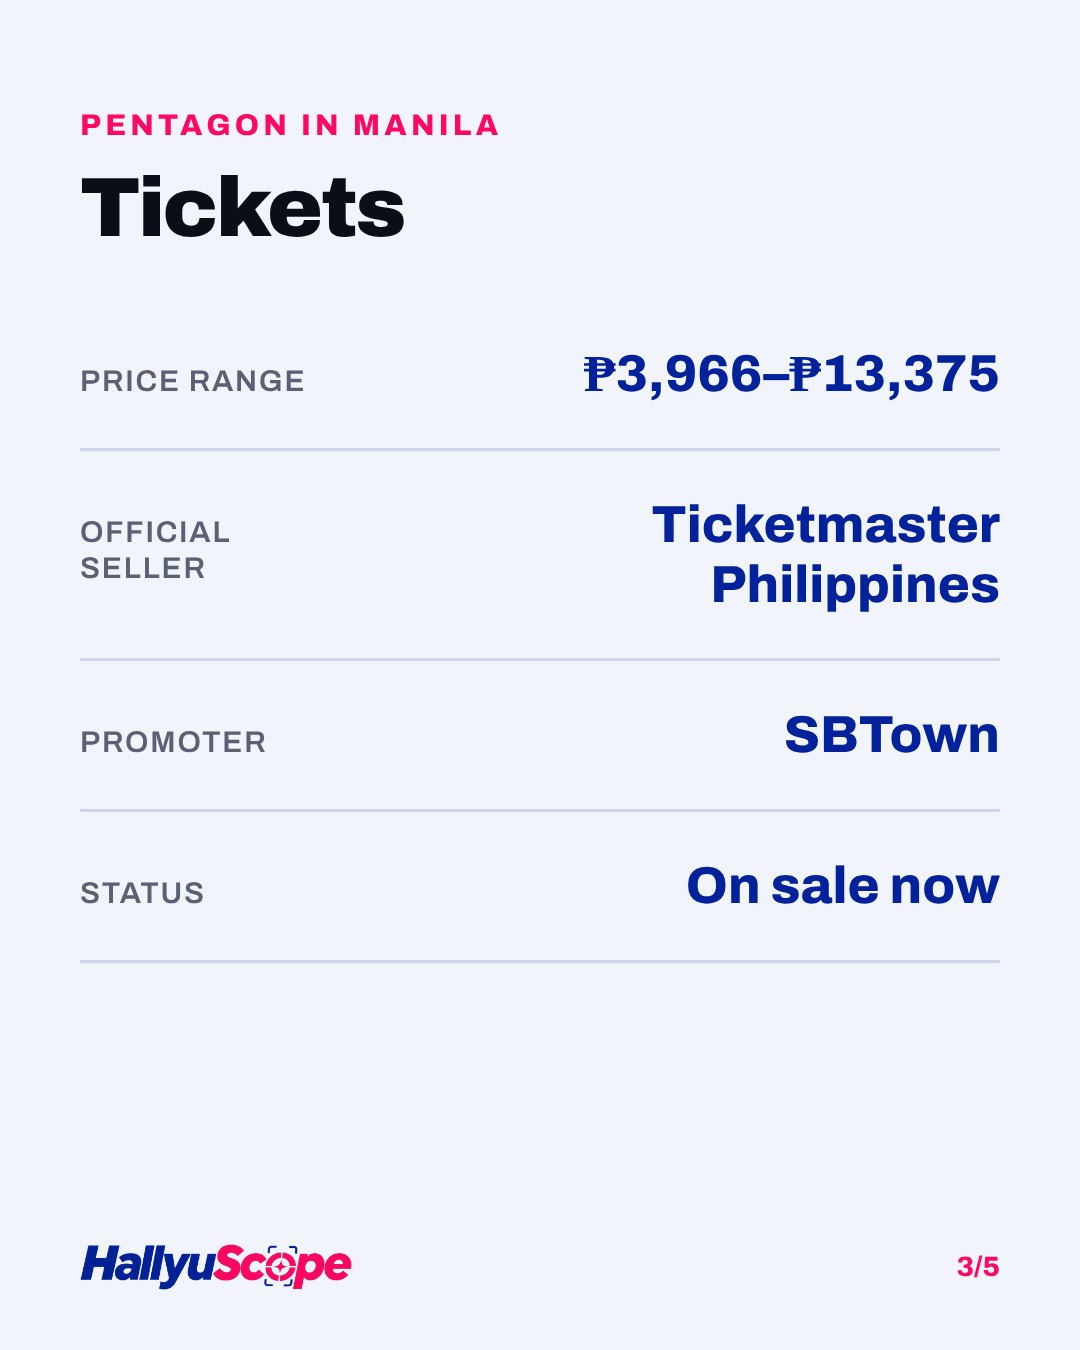 PENTAGON IN MANILA
Tickets
PRICE RANGE
₱3,966–₱13,375
OFFICIAL
SELLER
Ticketmaster
Philippines
PROMOTER
SBTown
STATUS
On sale now
HallyuScope
3/5